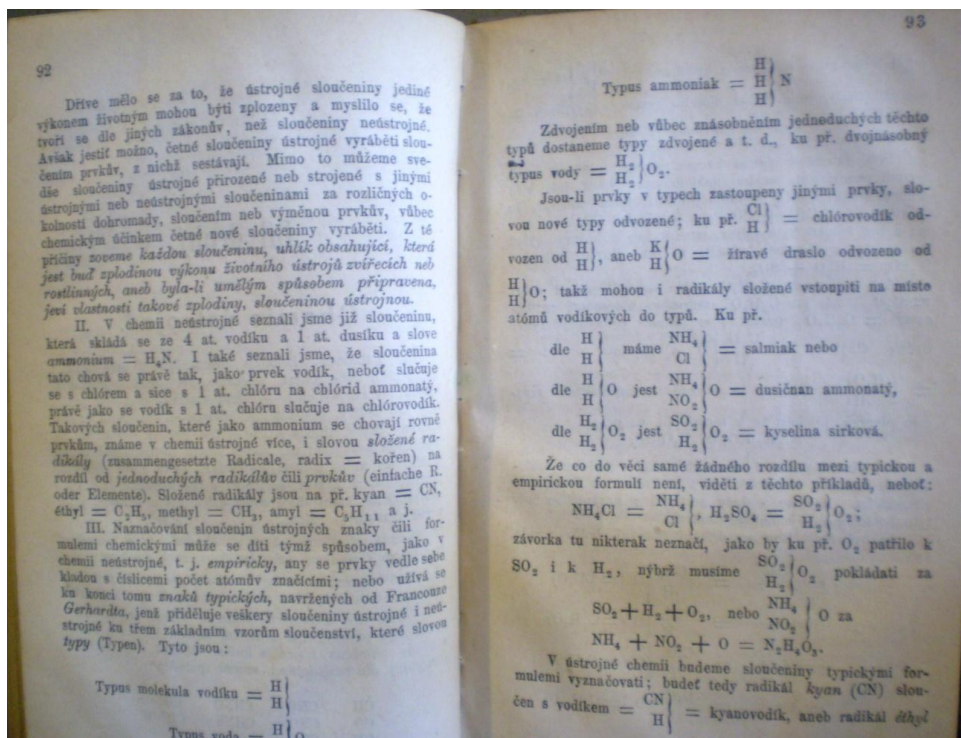 92
Dříve mělo se za to, že ústrojné sloučeniny jediné
výkonem životným mohou býti zplozeny a myslilo se, že
tvoří se dle jiných zákonův, než sloučeniny neústrojné.
Avšak jestiť možno, četné sloučeniny ústrojné vyráběti slou-
čením prvkův, z nichž sestávají. Mimo to můžeme sve-
dše sloučeniny ústrojné přirozené neb strojené s jinými
ústrojnými neb neústrojnými sloučeninami za rozličných o-
kolností dohromady, sloučením neb výměnou prvkův, vůbec
chemickým účinkem četné nové sloučeniny vyráběti. Z té
příčiny zoveme každou sloučeninu, uhlík obsahující, která
jest buď zplodinou výkonu životního ústrojů zvířecích neb
rostlinných, aneb byla-li umělým spůsobem připravena,
jeví vlastnosti takové zplodiny, sloučeninou ústrojnou.
II. V chemii neústrojné seznali jsme již sloučeninu,
která skládá se ze 4 at. vodíku a 1 at. dusíku a slove
ammonium = H₄N. I také seznali jsme, že sloučenina
tato chová se právě tak, jako prvek vodík, neboť slučuje
se s chlórem a sice s 1 at. chlóru na chlórid ammonatý,
právě jako se vodík s 1 at. chlóru slučuje na chlórovodík.
Takových sloučenin, které jako ammonium se chovají rovně
prvkům, známe v chemii ústrojné více, i slovou složené ra-
dikály (zusammengesetzte Radicale, radix = kořen) na
rozdíl od jednoduchých radikálův čili prvkův (einfache R.
oder Elemente). Složené radikály jsou na př. kyan = CN,
éthyl = C₂H₅, methyl = CH₃, amyl = C₅H₁₁ a j.
III. Naznačování sloučenin ústrojných znaky čili for-
mulemi chemickými může se díti týmž spůsobem, jako v
chemii neústrojné, t. j. empiricky, any se prvky vedle sebe
kladou s číslicemi počet atómův značícími; nebo užívá se
ku konci tomu znaků typických, navržených od Francouze
Gerhardta, jenž přiděluje veškery sloučeniny ústrojné i neú-
strojné ku třem základním vzorům sloučenství, které slovou
typy (Typen). Tyto jsou:
Typus molekula vodíku = H
H}
Typus voda = H}O
93
Typus ammoniak = H
H
H} N
Zdvojením neb vůbec znásobněním jednoduchých těchto
typů dostaneme typy zdvojené a t. d., ku př. dvojnásobný
typus vody = H₂
H₂} O₂.
Jsou-li prvky v typech zastoupeny jinými prvky, slo-
vou nové typy odvozené; ku př. Cl
H} = chlórovodík od-
vozen od H
H}, aneb K
H}O = žíravé draslo odvozeno od
H
H}O; takž mohou i radikály složené vstoupiti na místo
atómů vodíkových do typů. Ku př.
dle H
H} máme NH₄
Cl} = salmiak nebo
dle H
H}O jest NH₄
NO₂}O = dusičnan ammonatý,
dle H₂
H₂}O₂ jest SO₂
H₂}O₂ = kyselina sírková.
Že co do věci samé žádného rozdílu mezi typickou a
empirickou formulí není, viděti z těchto příkladů, neboť:
NH₄Cl = NH₄
Cl}, H₂SO₄ = SO₂
H₂}O₂;
závorka tu nikterak neznačí, jako by ku př. O₂ patřilo k
SO₂ i k H₂, nýbrž musíme SO₂
H₂}O₂ pokládati za
SO₂ + H₂ + O₂, nebo NH₄
NO₂}O za
NH₄ + NO₂ + O = N₂H₄O₃.
V ústrojné chemii budeme sloučeniny typickými for-
mulemi vyznačovati; budeť tedy radikál kyan (CN) slou-
čen s vodíkem = CN
H} = kyanovodík, aneb radikál éthyl